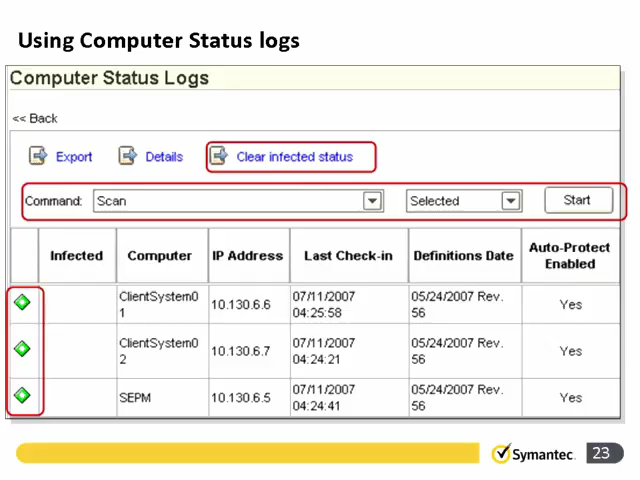 Using Computer Status logs
Computer Status Logs
<< Back
Export Details Clear infected status
Command: Scan Selected Start
Infected Computer IP Address Last Check-in Definitions Date Auto-Protect
Enabled
ClientSystem0
1 10.130.6.6 07/11/2007
04:25:58 05/24/2007 Rev.
56 Yes
ClientSystem0
2 10.130.6.7 07/11/2007
04:24:21 05/24/2007 Rev.
56 Yes
SEPM 10.130.6.5 07/11/2007
04:24:41 05/24/2007 Rev.
56 Yes
Symantec. 23